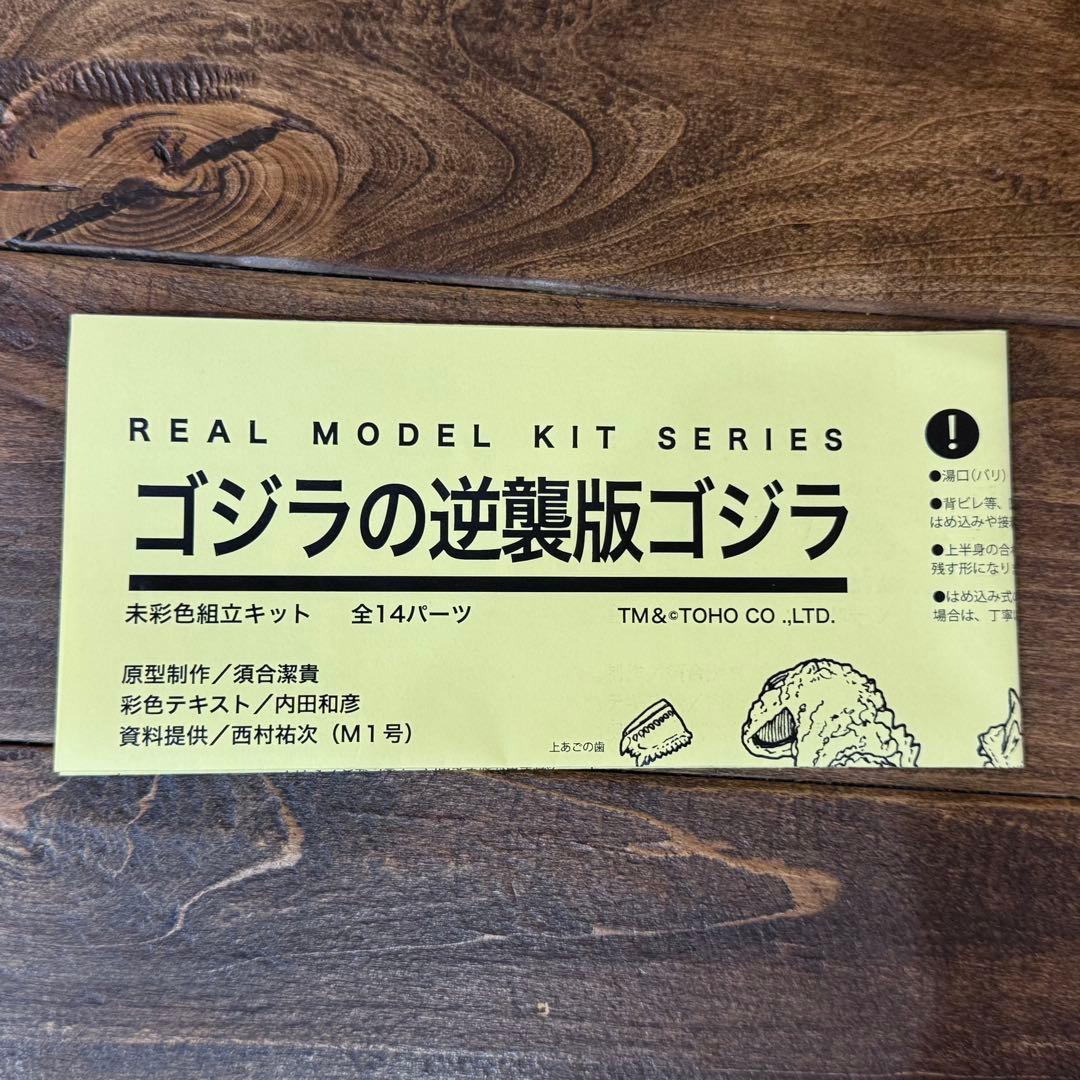 REAL MODEL KIT SERIES
ゴジラの逆襲版ゴジラ
未彩色組立キット 全14パーツ
TM&©TOHO CO .,LTD.
原型制作／須合潔貴
彩色テキスト／内田和彦
資料提供／西村祐次（M1号）
上あごの歯
!
●湯口(バリ)
●背ビレ等、
はめ込みや接
●上半身の合
残す形になり
●はめ込み式
場合は、丁寧